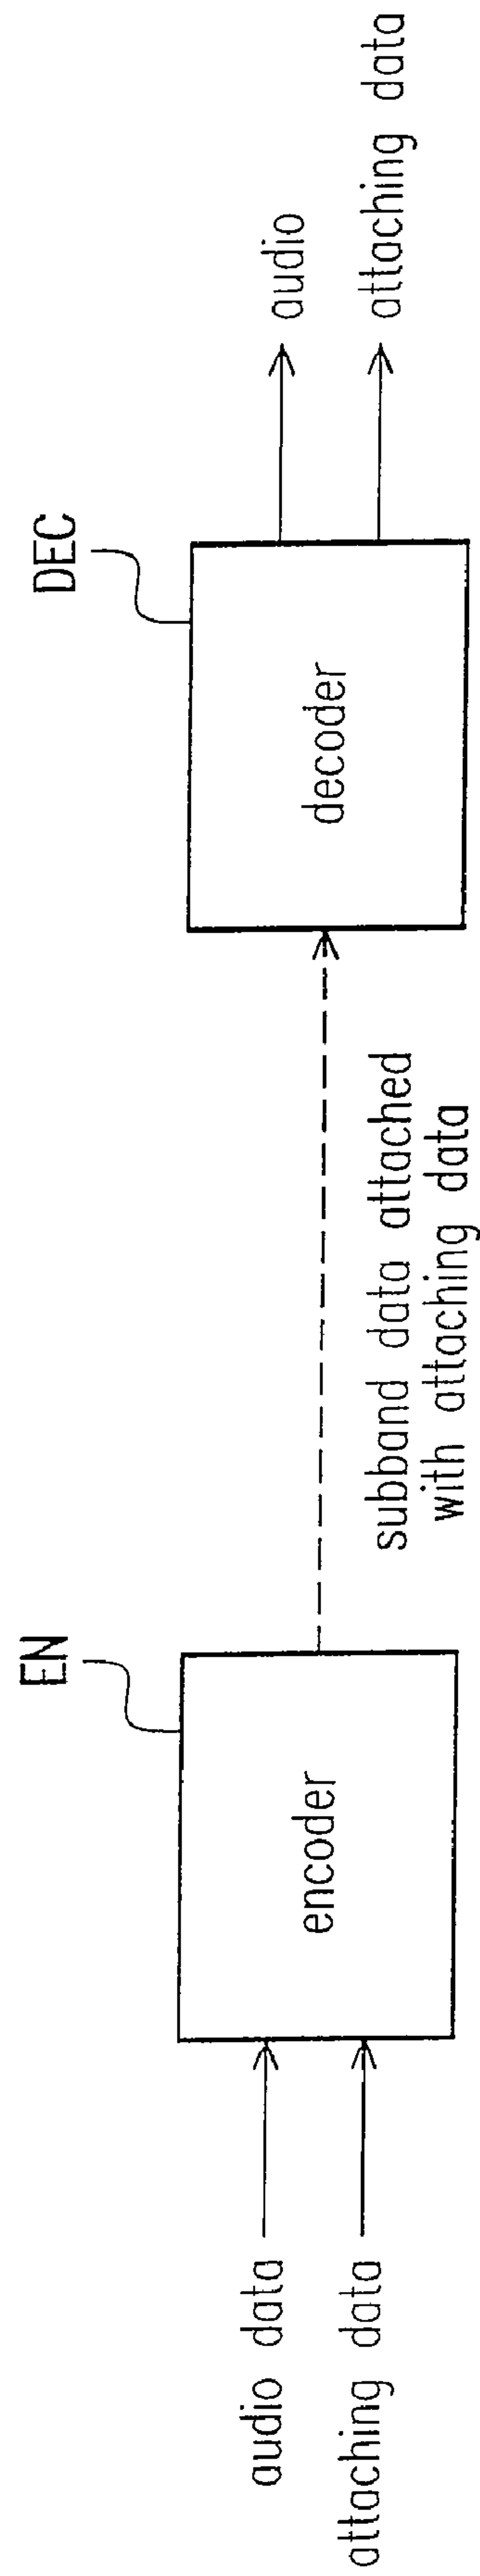 audio data
attaching data
EN
encoder
subband data attached
with attaching data
DEC
decoder
audio
attaching data